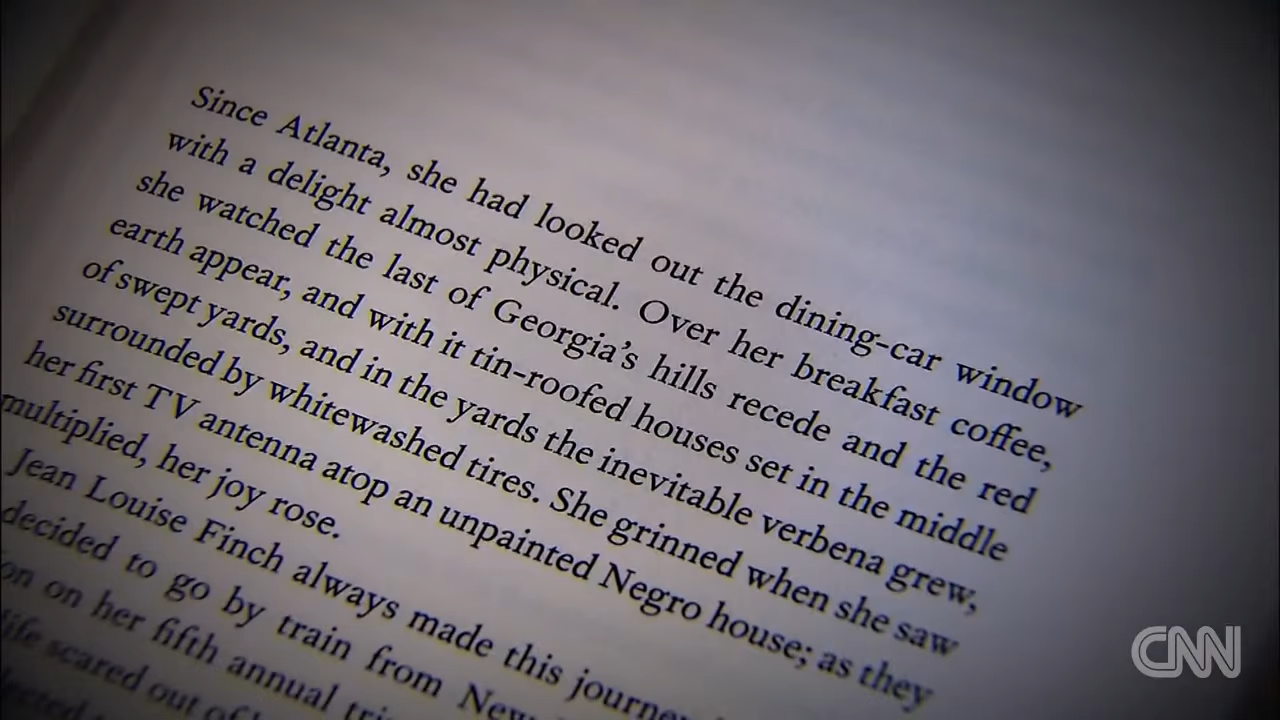 Since Atlanta, she had looked out the dining-car window
with a delight almost physical. Over her breakfast coffee,
she watched the last of Georgia's hills recede and the red
earth appear, and with it tin-roofed houses set in the middle
of swept yards, and in the yards the inevitable verbena grew,
surrounded by whitewashed tires. She grinned when she saw
her first TV antenna atop an unpainted Negro house; as they
multiplied, her joy rose.
Jean Louise Finch always made this journey
decided to go by train from New
on on her fifth annual trip
life scared out of
CNN